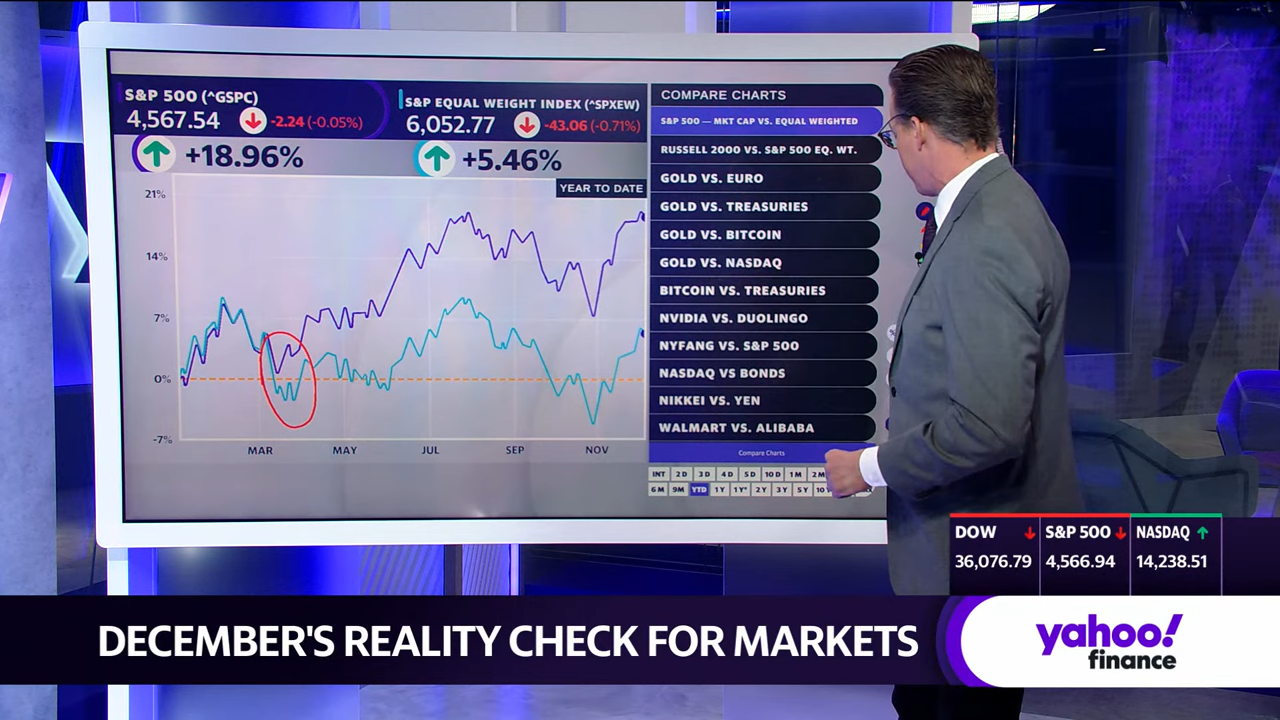 S&P 500 (^GSPC)
4,567.54 -2.24 (-0.05%)
+18.96%
S&P EQUAL WEIGHT INDEX (^SPXEW)
6,052.77 -43.06 (-0.71%)
+5.46%
YEAR TO DATE
21%
14%
7%
0%
-7%
MAR MAY JUL SEP NOV
COMPARE CHARTS
S&P 500 — MKT CAP VS. EQUAL WEIGHTED
RUSSELL 2000 VS. S&P 500 EQ. WT.
GOLD VS. EURO
GOLD VS. TREASURIES
GOLD VS. BITCOIN
GOLD VS. NASDAQ
BITCOIN VS. TREASURIES
NVIDIA VS. DUOLINGO
NYFANG VS. S&P 500
NASDAQ VS BONDS
NIKKEI VS. YEN
WALMART VS. ALIBABA
Compare Charts
INT 2D 3D 4D 5D 10D 1M
6M 9M YTD 1Y 1Y* 2Y 3Y 5Y
DOW S&P 500 NASDAQ
36,076.79 4,566.94 14,238.51
DECEMBER'S REALITY CHECK FOR MARKETS
yahoo!
finance